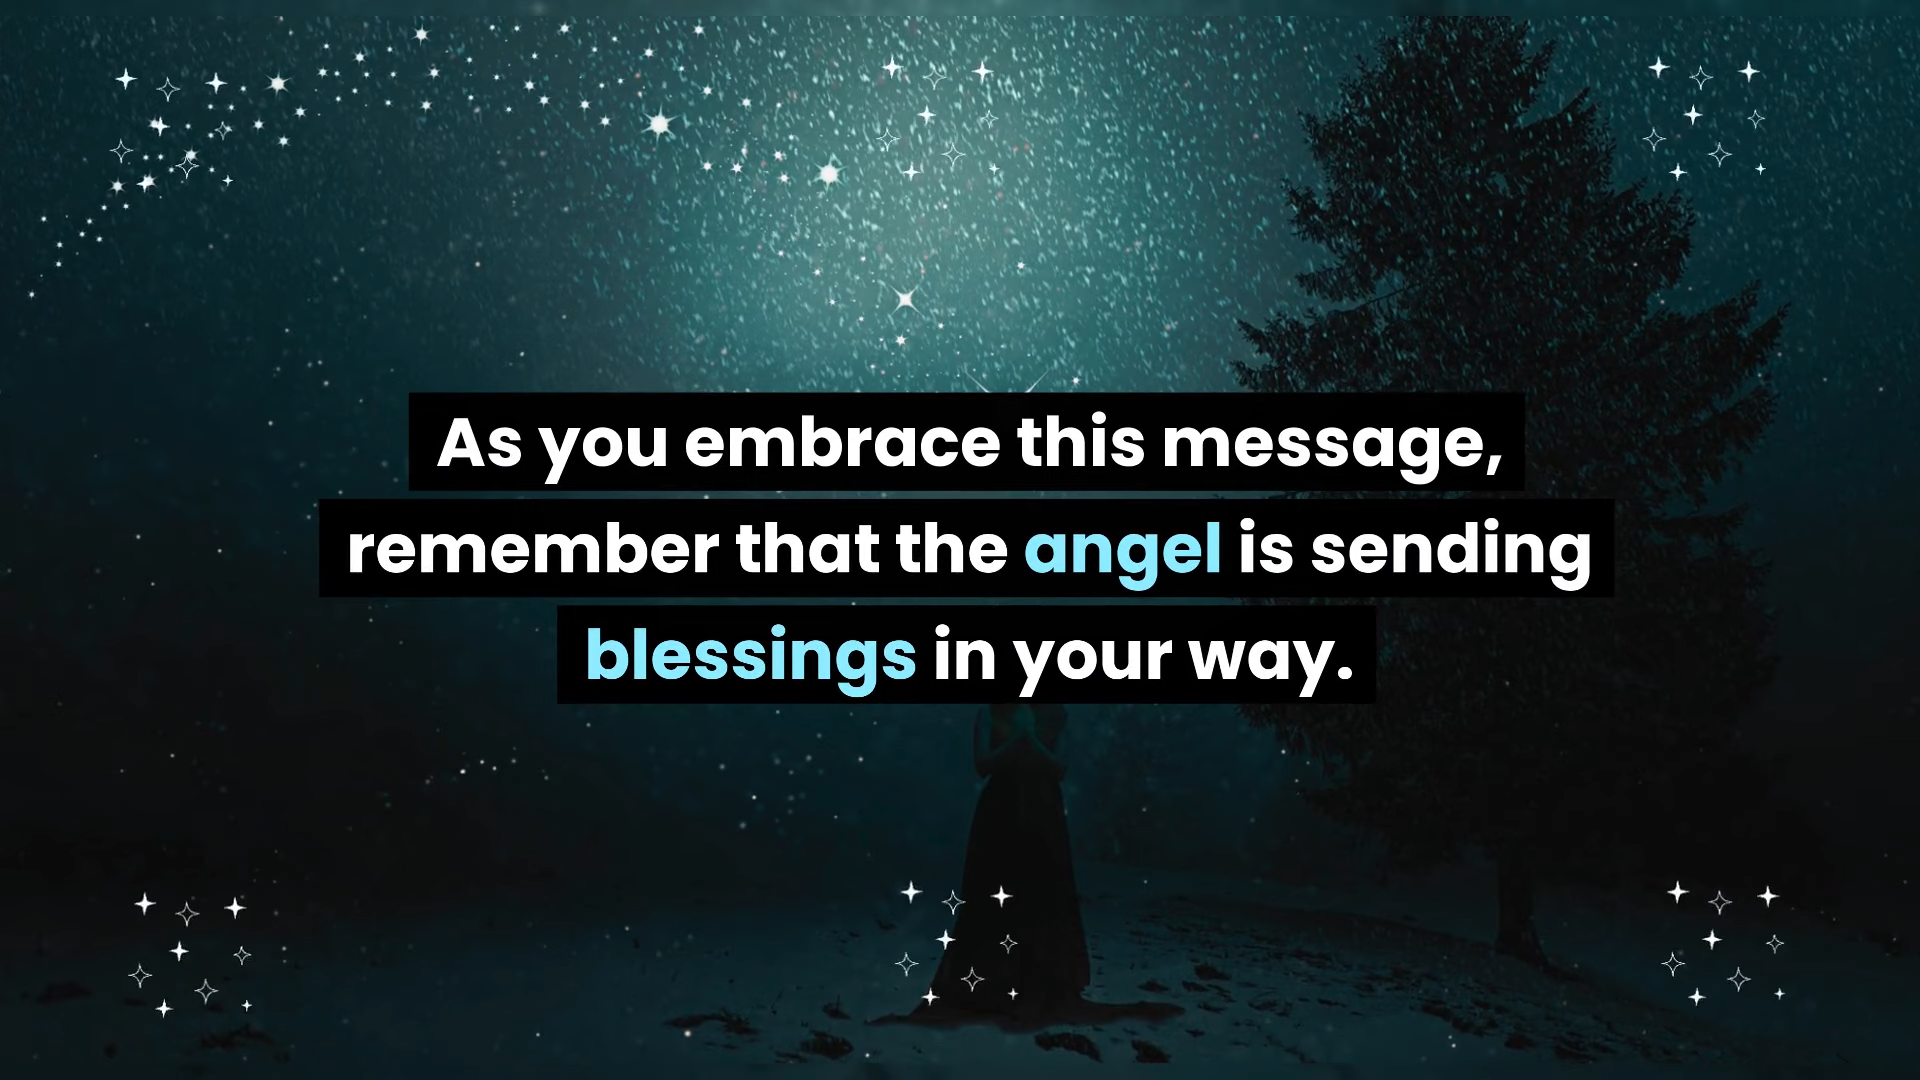 As you embrace this message,
remember that the angel is sending
blessings in your way.